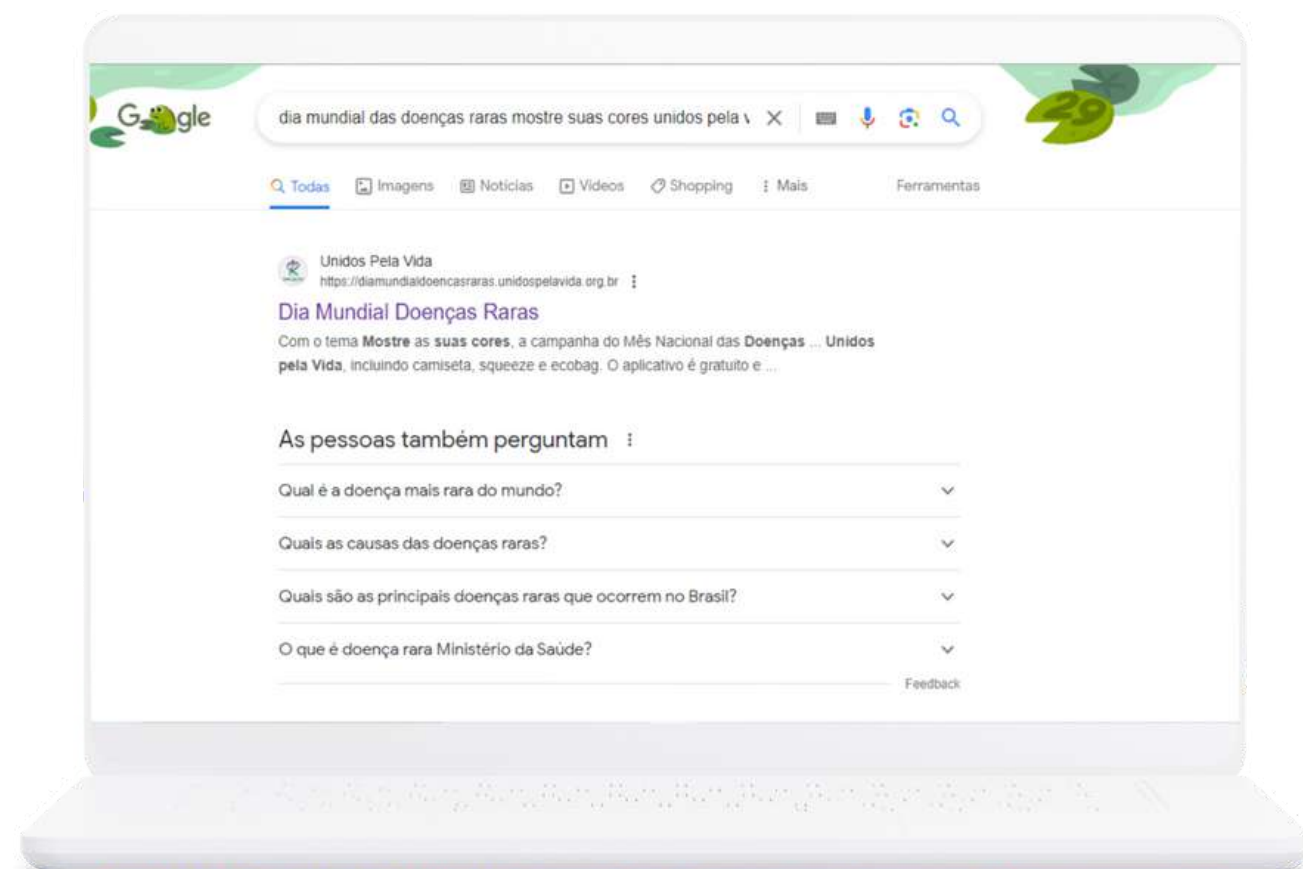 Google
dia mundial das doenças raras mostre suas cores unidos pela v
29
Todas Imagens Notícias Vídeos Shopping Mais Ferramentas
Unidos Pela Vida
https://diamundialdoencasraras.unidospelavida.org.br
Dia Mundial Doenças Raras
Com o tema Mostre as suas cores, a campanha do Mês Nacional das Doenças ... Unidos
pela Vida, incluindo camiseta, squeeze e ecobag. O aplicativo é gratuito e ...
As pessoas também perguntam
Qual é a doença mais rara do mundo?
Quais as causas das doenças raras?
Quais são as principais doenças raras que ocorrem no Brasil?
O que é doença rara Ministério da Saúde?
Feedback